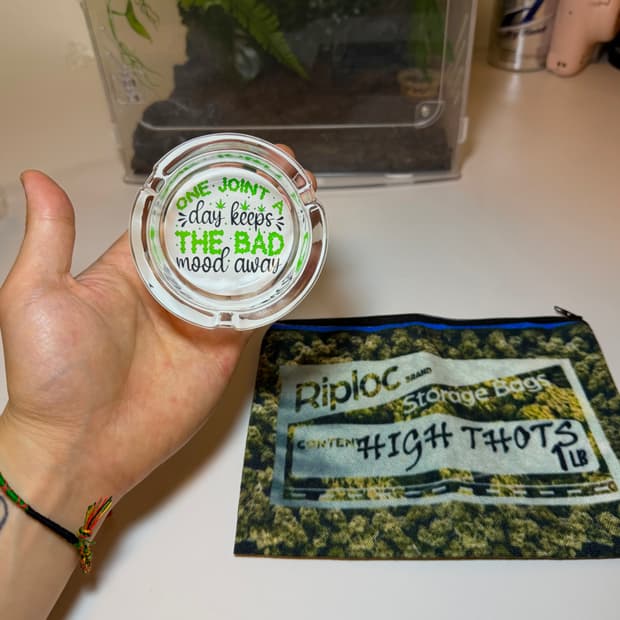 ONE JOINT A
day keeps
THE BAD
mood away
Riploc BRAND
Storage Bags
CONTENT HIGH THOTS
1 LB